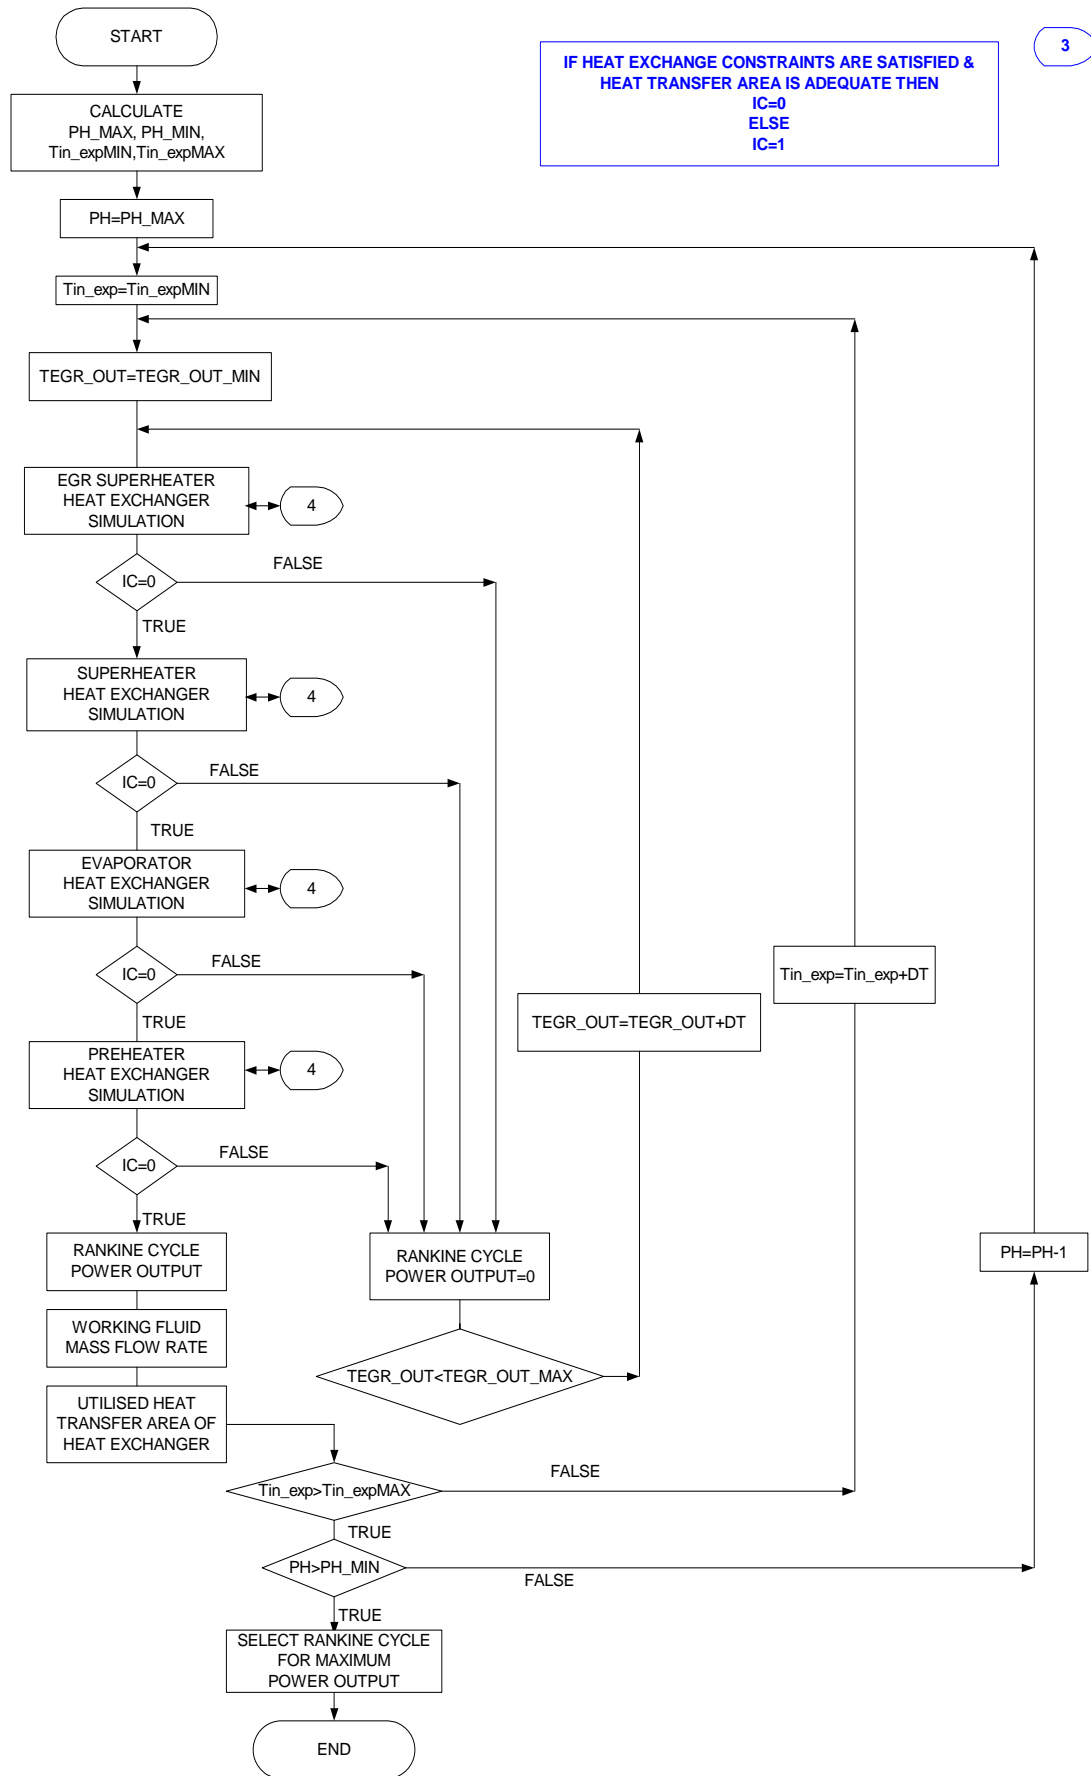 START
3
IF HEAT EXCHANGE CONSTRAINTS ARE SATISFIED &
HEAT TRANSFER AREA IS ADEQUATE THEN
IC=0
ELSE
IC=1
CALCULATE
PH_MAX, PH_MIN,
Tin_expMIN,Tin_expMAX
PH=PH_MAX
Tin_exp=Tin_expMIN
TEGR_OUT=TEGR_OUT_MIN
EGR SUPERHEATER
HEAT EXCHANGER
SIMULATION
4
IC=0
FALSE
TRUE
SUPERHEATER
HEAT EXCHANGER
SIMULATION
4
IC=0
FALSE
TRUE
EVAPORATOR
HEAT EXCHANGER
SIMULATION
4
IC=0
FALSE
TRUE
Tin_exp=Tin_exp+DT
TEGR_OUT=TEGR_OUT+DT
PREHEATER
HEAT EXCHANGER
SIMULATION
4
IC=0
FALSE
TRUE
RANKINE CYCLE
POWER OUTPUT
RANKINE CYCLE
POWER OUTPUT=0
PH=PH-1
WORKING FLUID
MASS FLOW RATE
TEGR_OUT<TEGR_OUT_MAX
UTILISED HEAT
TRANSFER AREA OF
HEAT EXCHANGER
Tin_exp>Tin_expMAX
FALSE
TRUE
PH>PH_MIN
FALSE
TRUE
SELECT RANKINE CYCLE
FOR MAXIMUM
POWER OUTPUT
END